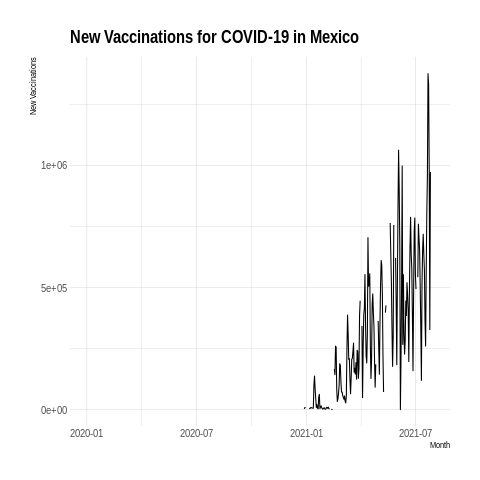 New Vaccinations for COVID-19 in Mexico
New Vaccinations
1e+06
5e+05
0e+00
2020-01 2020-07 2021-01 2021-07
Month